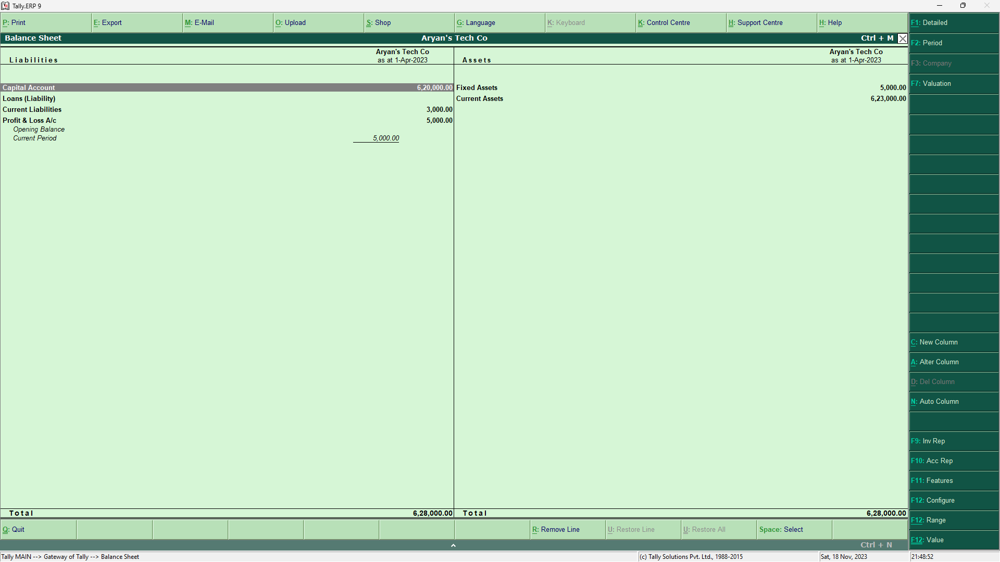 Tally.ERP 9
P: Print
E: Export
M: E-Mail
O: Upload
S: Shop
G: Language
K: Keyboard
K: Control Centre
H: Support Centre
H: Help
Balance Sheet
Aryan's Tech Co
Ctrl + M
Liabilities
Aryan's Tech Co
as at 1-Apr-2023
Assets
Aryan's Tech Co
as at 1-Apr-2023
Capital Account 6,20,000.00
Loans (Liability)
Current Liabilities 3,000.00
Profit & Loss A/c 5,000.00
Opening Balance
Current Period 5,000.00
Fixed Assets 5,000.00
Current Assets 6,23,000.00
Total 6,28,000.00
Total 6,28,000.00
Q: Quit
R: Remove Line
U: Restore Line
U: Restore All
Space: Select
Ctrl + N
F1: Detailed
F2: Period
F3: Company
F7: Valuation
C: New Column
A: Alter Column
D: Del Column
N: Auto Column
F9: Inv Rep
F10: Acc Rep
F11: Features
F12: Configure
F12: Range
F12: Value
Tally MAIN --> Gateway of Tally --> Balance Sheet
(c) Tally Solutions Pvt. Ltd., 1988-2015
Sat, 18 Nov, 2023
21:48:52